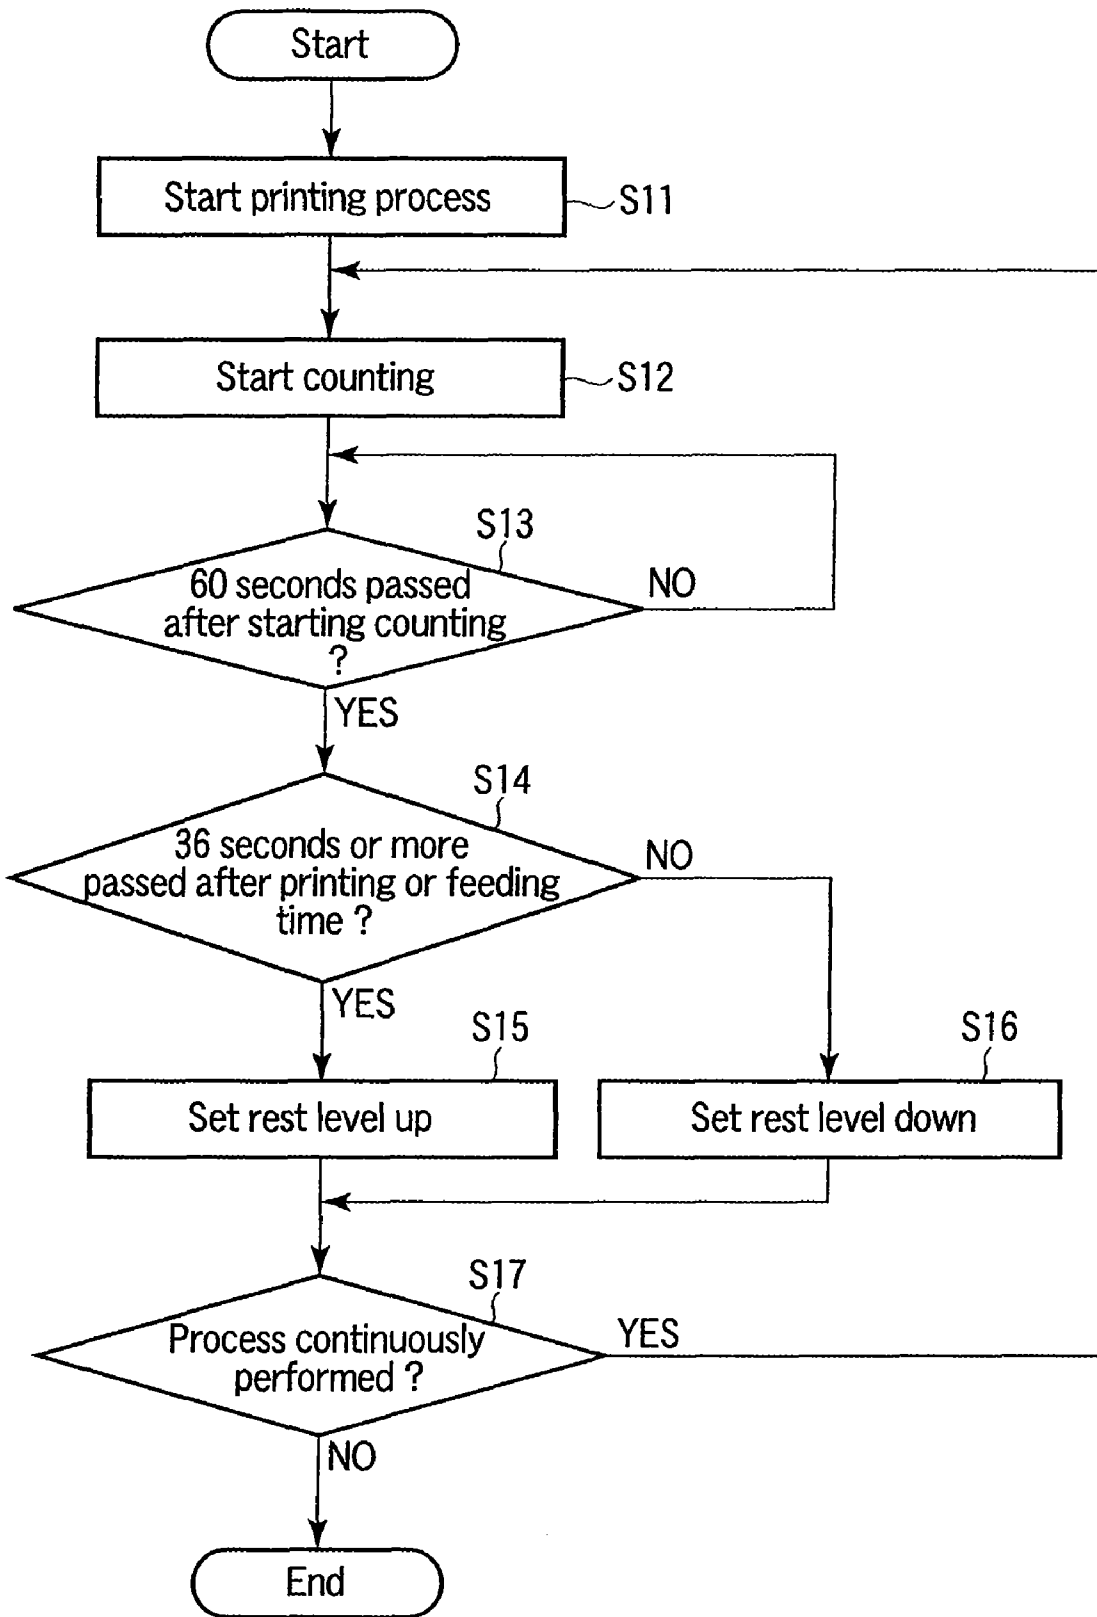 Start
Start printing process
S11
Start counting
S12
S13
60 seconds passed
after starting counting
?
NO
YES
S14
36 seconds or more
passed after printing or feeding
time ?
NO
YES
S15
S16
Set rest level up
Set rest level down
S17
Process continuously
performed ?
YES
NO
End